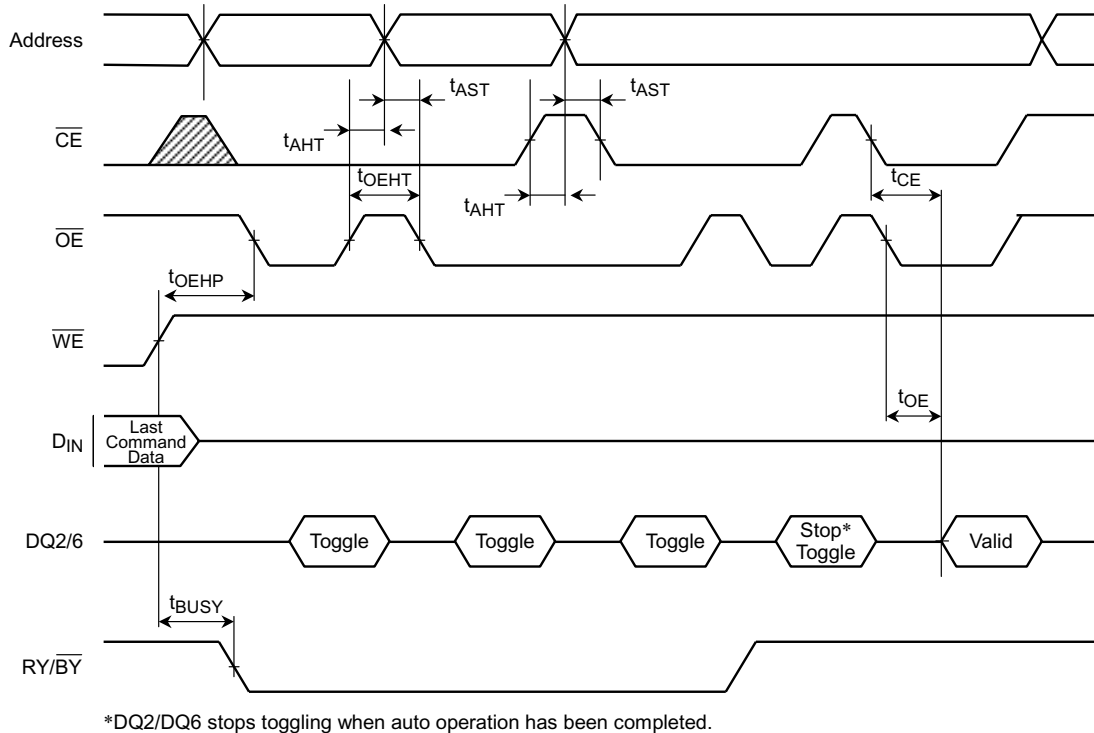 Address
tAST
tAST
CE
tAHT
tCE
tOEHT
tAHT
OE
tOEHP
WE
tOE
DIN
Last
Command
Data
DQ2/6
Toggle
Toggle
Toggle
Stop*
Toggle
Valid
tBUSY
RY/BY
*DQ2/DQ6 stops toggling when auto operation has been completed.